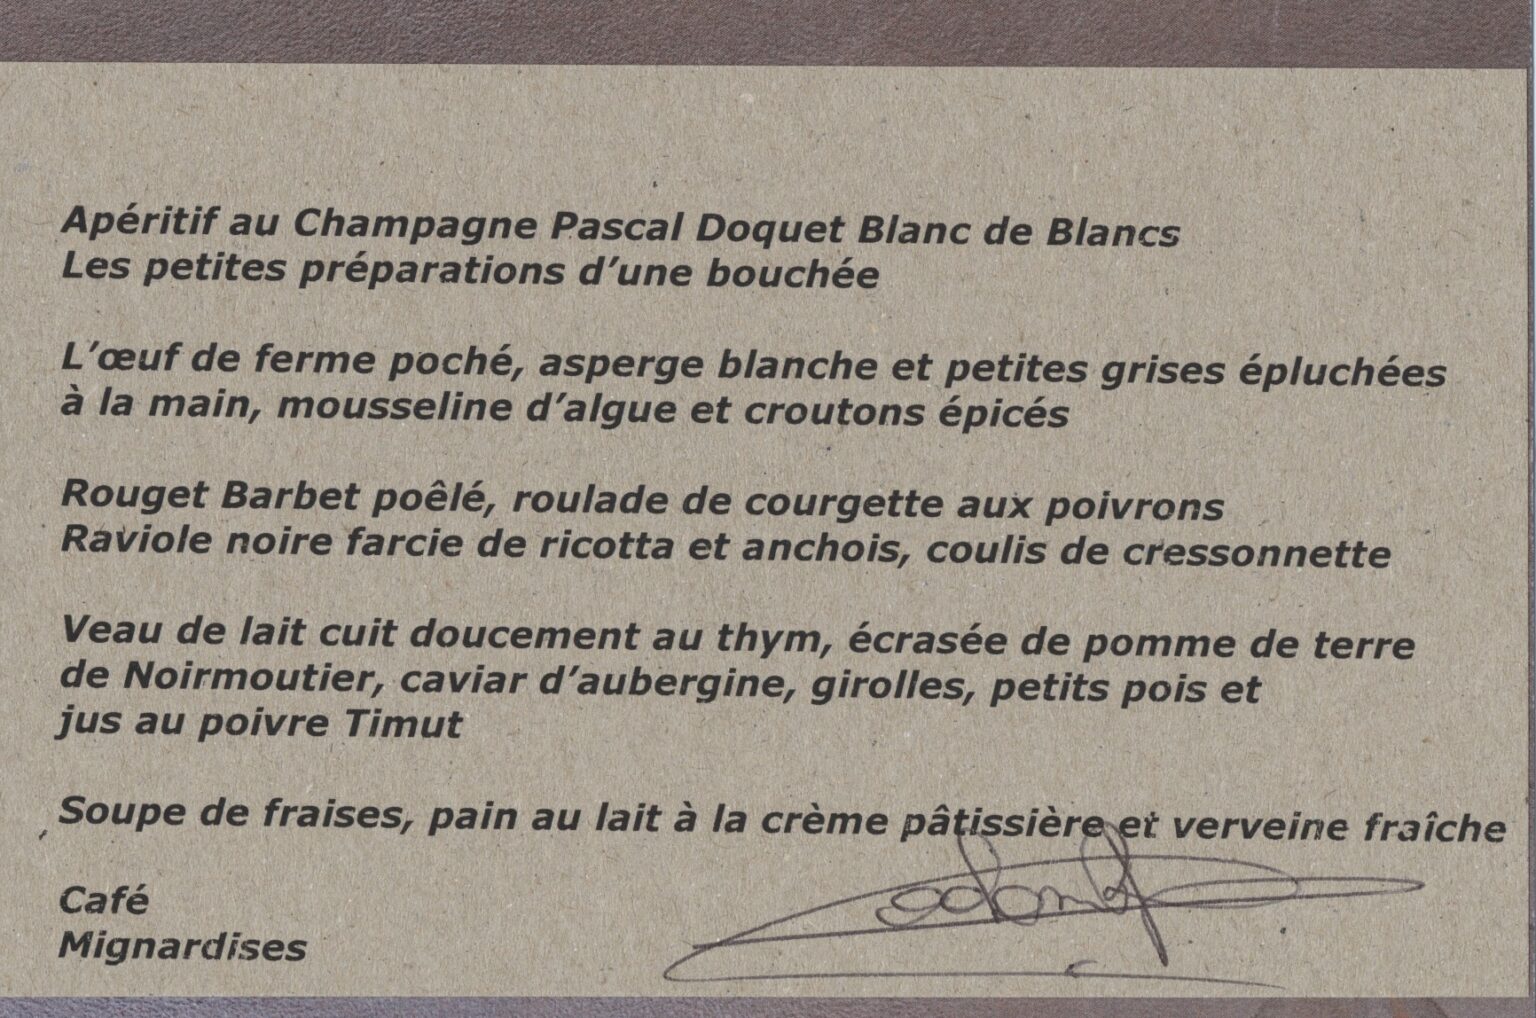 Apéritif au Champagne Pascal Doquet Blanc de Blancs
Les petites préparations d’une bouchée
L’œuf de ferme poché, asperge blanche et petites grises épluchées
à la main, mousseline d’algue et croutons épicés
Rouget Barbet poêlé, roulade de courgette aux poivrons
Raviole noire farcie de ricotta et anchois, coulis de cressonnette
Veau de lait cuit doucement au thym, écrasée de pomme de terre
de Noirmoutier, caviar d’aubergine, girolles, petits pois et
jus au poivre Timut
Soupe de fraises, pain au lait à la crème pâtissière et verveine fraîche
Café
Mignardises